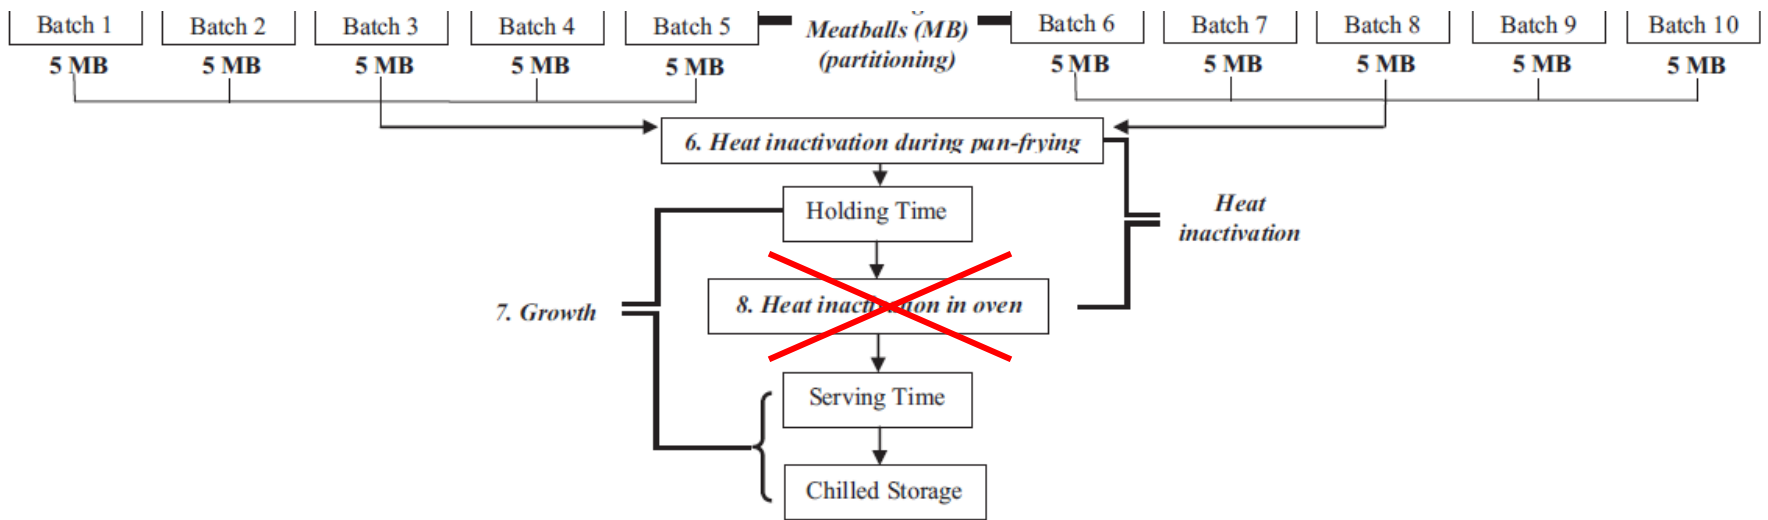 Batch 1
Batch 2
Batch 3
Batch 4
Batch 5
Meatballs (MB)
(partitioning)
Batch 6
Batch 7
Batch 8
Batch 9
Batch 10
5 MB
5 MB
5 MB
5 MB
5 MB
5 MB
5 MB
5 MB
5 MB
5 MB
6. Heat inactivation during pan-frying
Holding Time
Heat
inactivation
8. Heat inactivation in oven
7. Growth
Serving Time
Chilled Storage